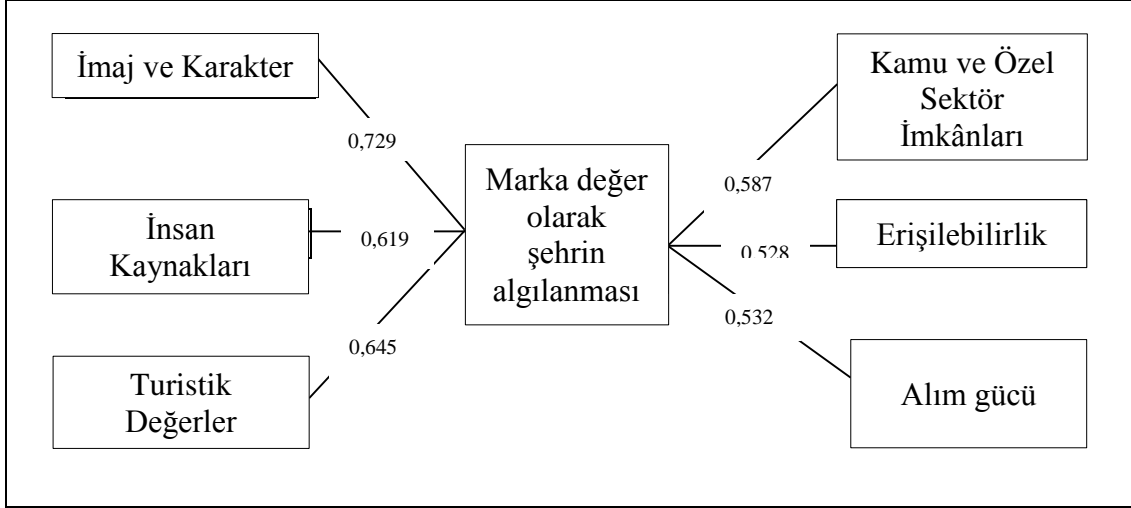 İmaj ve Karakter
0,729
İnsan
Kaynakları
0,619
Turistik
Değerler
0,645
Marka değer
olarak
şehrin
algılanması
Kamu ve Özel
Sektör
İmkânları
0,587
Erişilebilirlik
0,528
Alım gücü
0,532